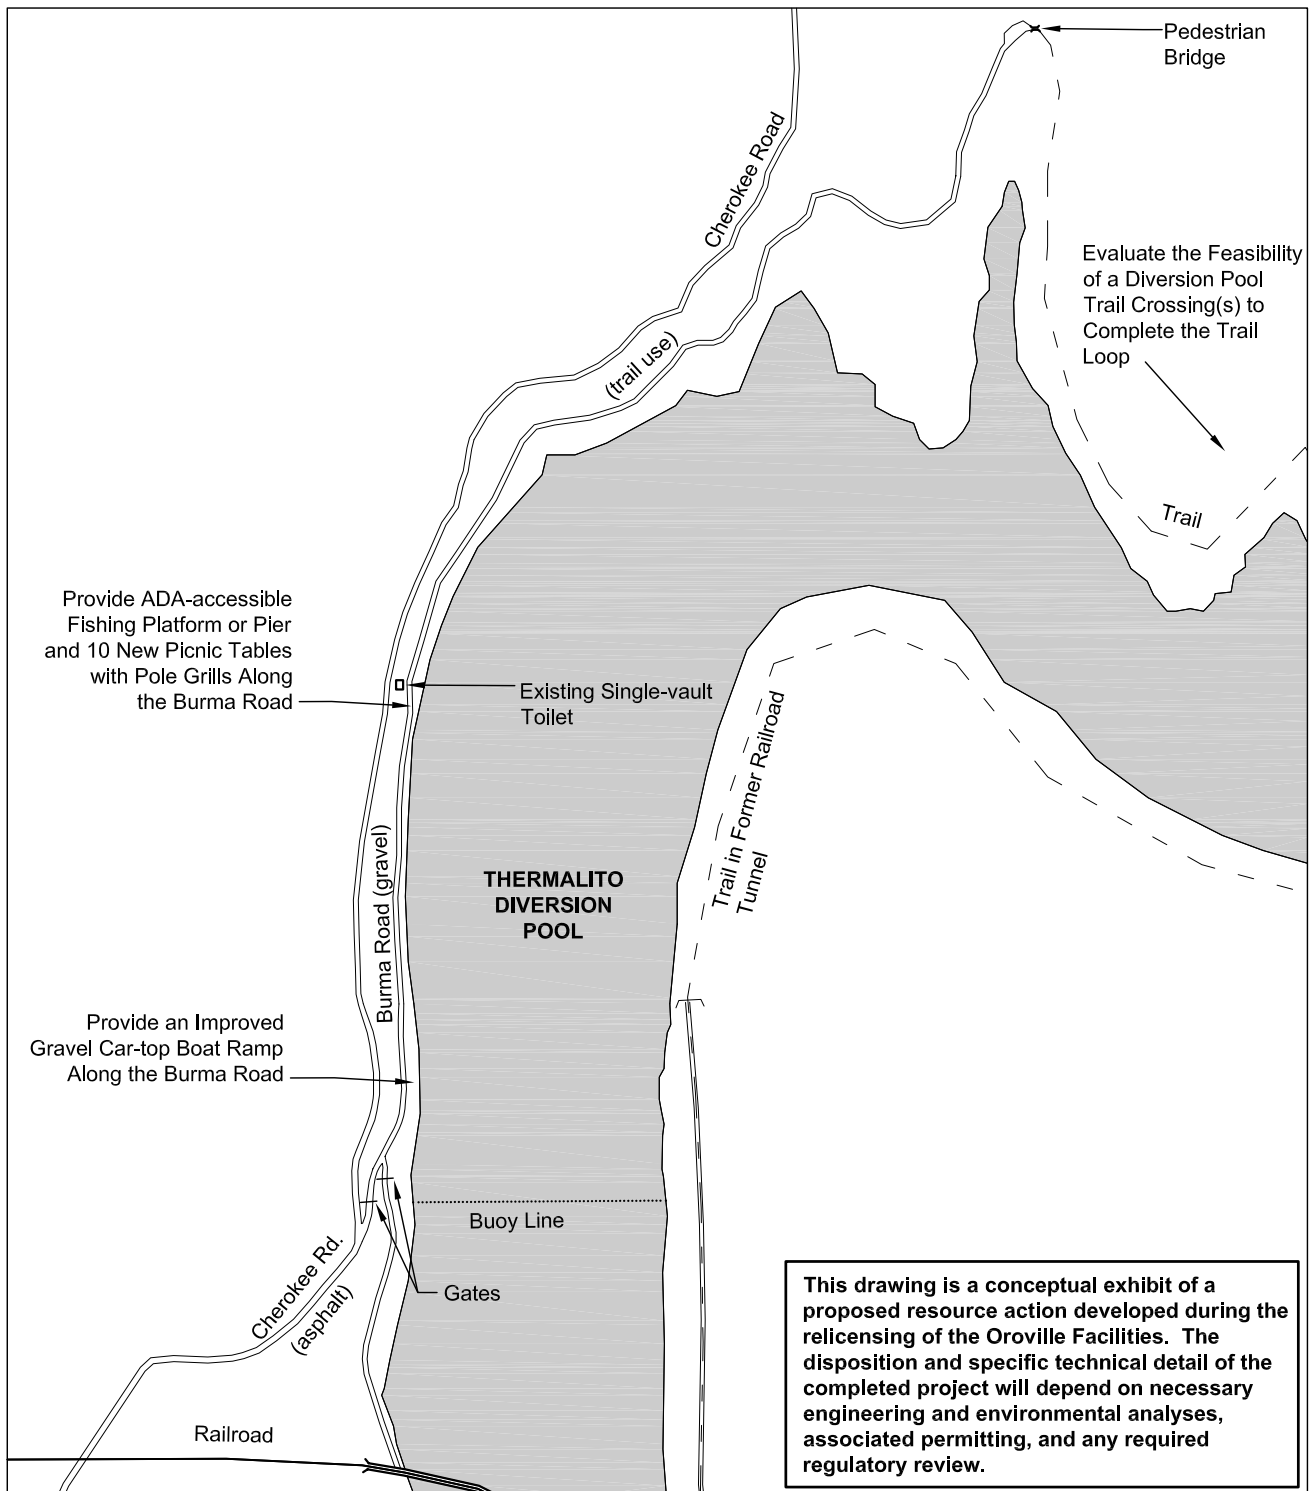 Pedestrian
Bridge
Cherokee Road
Evaluate the Feasibility
of a Diversion Pool
Trail Crossing(s) to
Complete the Trail
Loop
(trail use)
Trail
Provide ADA-accessible
Fishing Platform or Pier
and 10 New Picnic Tables
with Pole Grills Along
the Burma Road
Existing Single-vault
Toilet
Trail in Former Railroad
Tunnel
Burma Road (gravel)
THERMALITO
DIVERSION
POOL
Provide an Improved
Gravel Car-top Boat Ramp
Along the Burma Road
Buoy Line
Cherokee Rd.
(asphalt)
Gates
Railroad
This drawing is a conceptual exhibit of a
proposed resource action developed during the
relicensing of the Oroville Facilities. The
disposition and specific technical detail of the
completed project will depend on necessary
engineering and environmental analyses,
associated permitting, and any required
regulatory review.